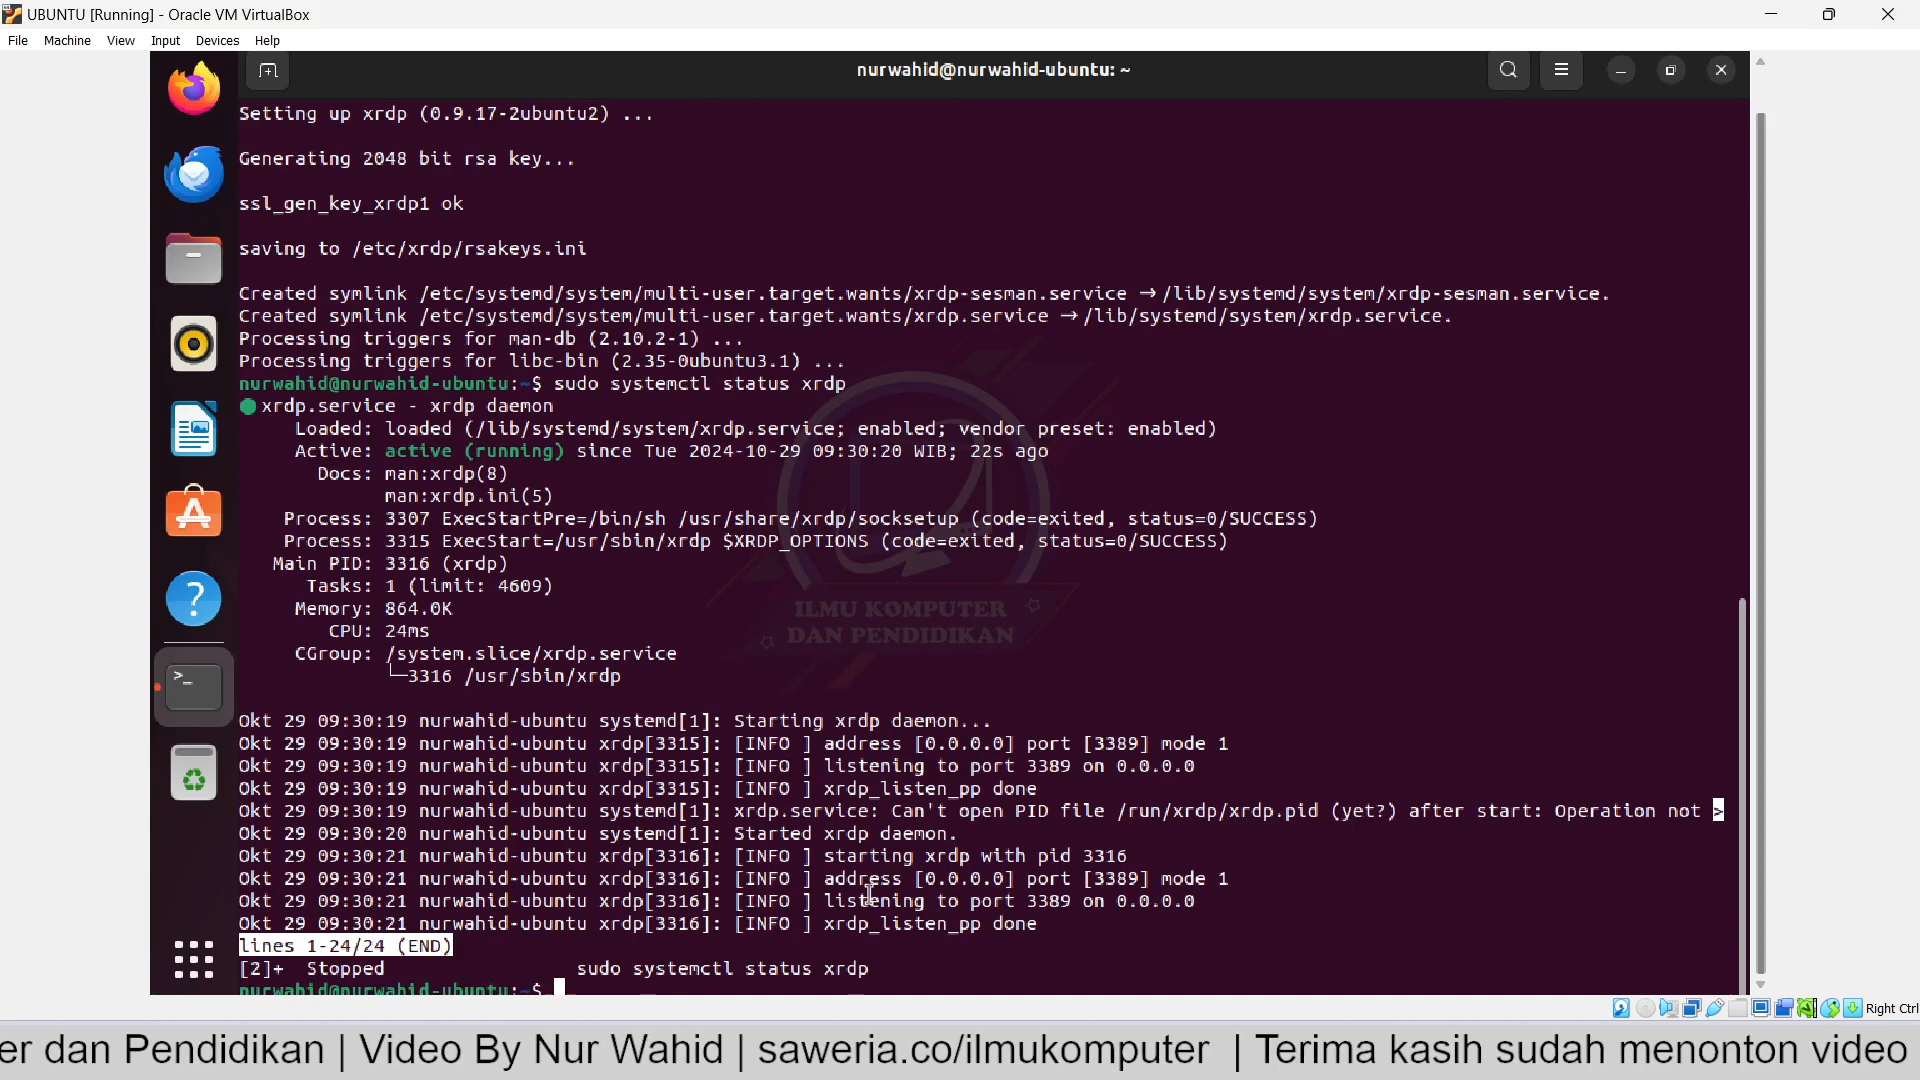 UBUNTU [Running] - Oracle VM VirtualBox
File Machine View Input Devices Help
nurwahid@nurwahid-ubuntu: ~
Setting up xrdp (0.9.17-2ubuntu2) ...
Generating 2048 bit rsa key...
ssl_gen_key_xrdp1 ok
saving to /etc/xrdp/rsakeys.ini
Created symlink /etc/systemd/system/multi-user.target.wants/xrdp-sesman.service → /lib/systemd/system/xrdp-sesman.service.
Created symlink /etc/systemd/system/multi-user.target.wants/xrdp.service → /lib/systemd/system/xrdp.service.
Processing triggers for man-db (2.10.2-1) ...
Processing triggers for libc-bin (2.35-0ubuntu3.1) ...
nurwahid@nurwahid-ubuntu:~$ sudo systemctl status xrdp
● xrdp.service - xrdp daemon
Loaded: loaded (/lib/systemd/system/xrdp.service; enabled; vendor preset: enabled)
Active: active (running) since Tue 2024-10-29 09:30:20 WIB; 22s ago
Docs: man:xrdp(8)
man:xrdp.ini(5)
Process: 3307 ExecStartPre=/bin/sh /usr/share/xrdp/socksetup (code=exited, status=0/SUCCESS)
Process: 3315 ExecStart=/usr/sbin/xrdp $XRDP_OPTIONS (code=exited, status=0/SUCCESS)
Main PID: 3316 (xrdp)
Tasks: 1 (limit: 4609)
Memory: 864.0K
CPU: 24ms
CGroup: /system.slice/xrdp.service
└─3316 /usr/sbin/xrdp
ILMU KOMPUTER
DAN PENDIDIKAN
Okt 29 09:30:19 nurwahid-ubuntu systemd[1]: Starting xrdp daemon...
Okt 29 09:30:19 nurwahid-ubuntu xrdp[3315]: [INFO ] address [0.0.0.0] port [3389] mode 1
Okt 29 09:30:19 nurwahid-ubuntu xrdp[3315]: [INFO ] listening to port 3389 on 0.0.0.0
Okt 29 09:30:19 nurwahid-ubuntu xrdp[3315]: [INFO ] xrdp_listen_pp done
Okt 29 09:30:19 nurwahid-ubuntu systemd[1]: xrdp.service: Can't open PID file /run/xrdp/xrdp.pid (yet?) after start: Operation not >
Okt 29 09:30:20 nurwahid-ubuntu systemd[1]: Started xrdp daemon.
Okt 29 09:30:21 nurwahid-ubuntu xrdp[3316]: [INFO ] starting xrdp with pid 3316
Okt 29 09:30:21 nurwahid-ubuntu xrdp[3316]: [INFO ] address [0.0.0.0] port [3389] mode 1
Okt 29 09:30:21 nurwahid-ubuntu xrdp[3316]: [INFO ] listening to port 3389 on 0.0.0.0
Okt 29 09:30:21 nurwahid-ubuntu xrdp[3316]: [INFO ] xrdp_listen_pp done
lines 1-24/24 (END)
[2]+ Stopped sudo systemctl status xrdp
nurwahid@nurwahid-ubuntu:~$
Right Ctrl
er dan Pendidikan | Video By Nur Wahid | saweria.co/ilmukomputer | Terima kasih sudah menonton video